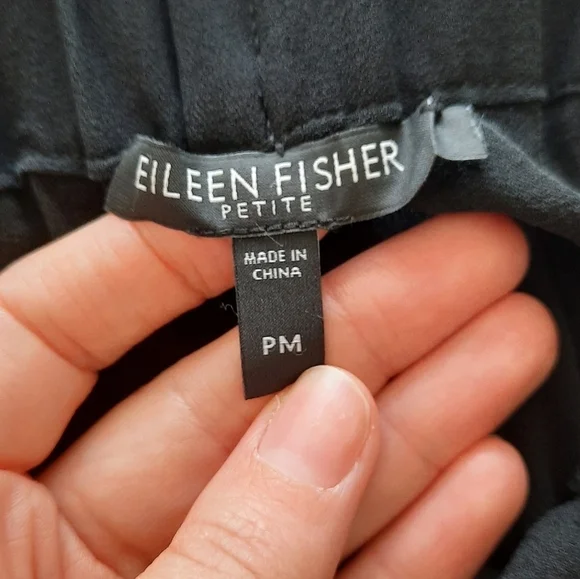 EILEEN FISHER
PETITE
MADE IN
CHINA
PM